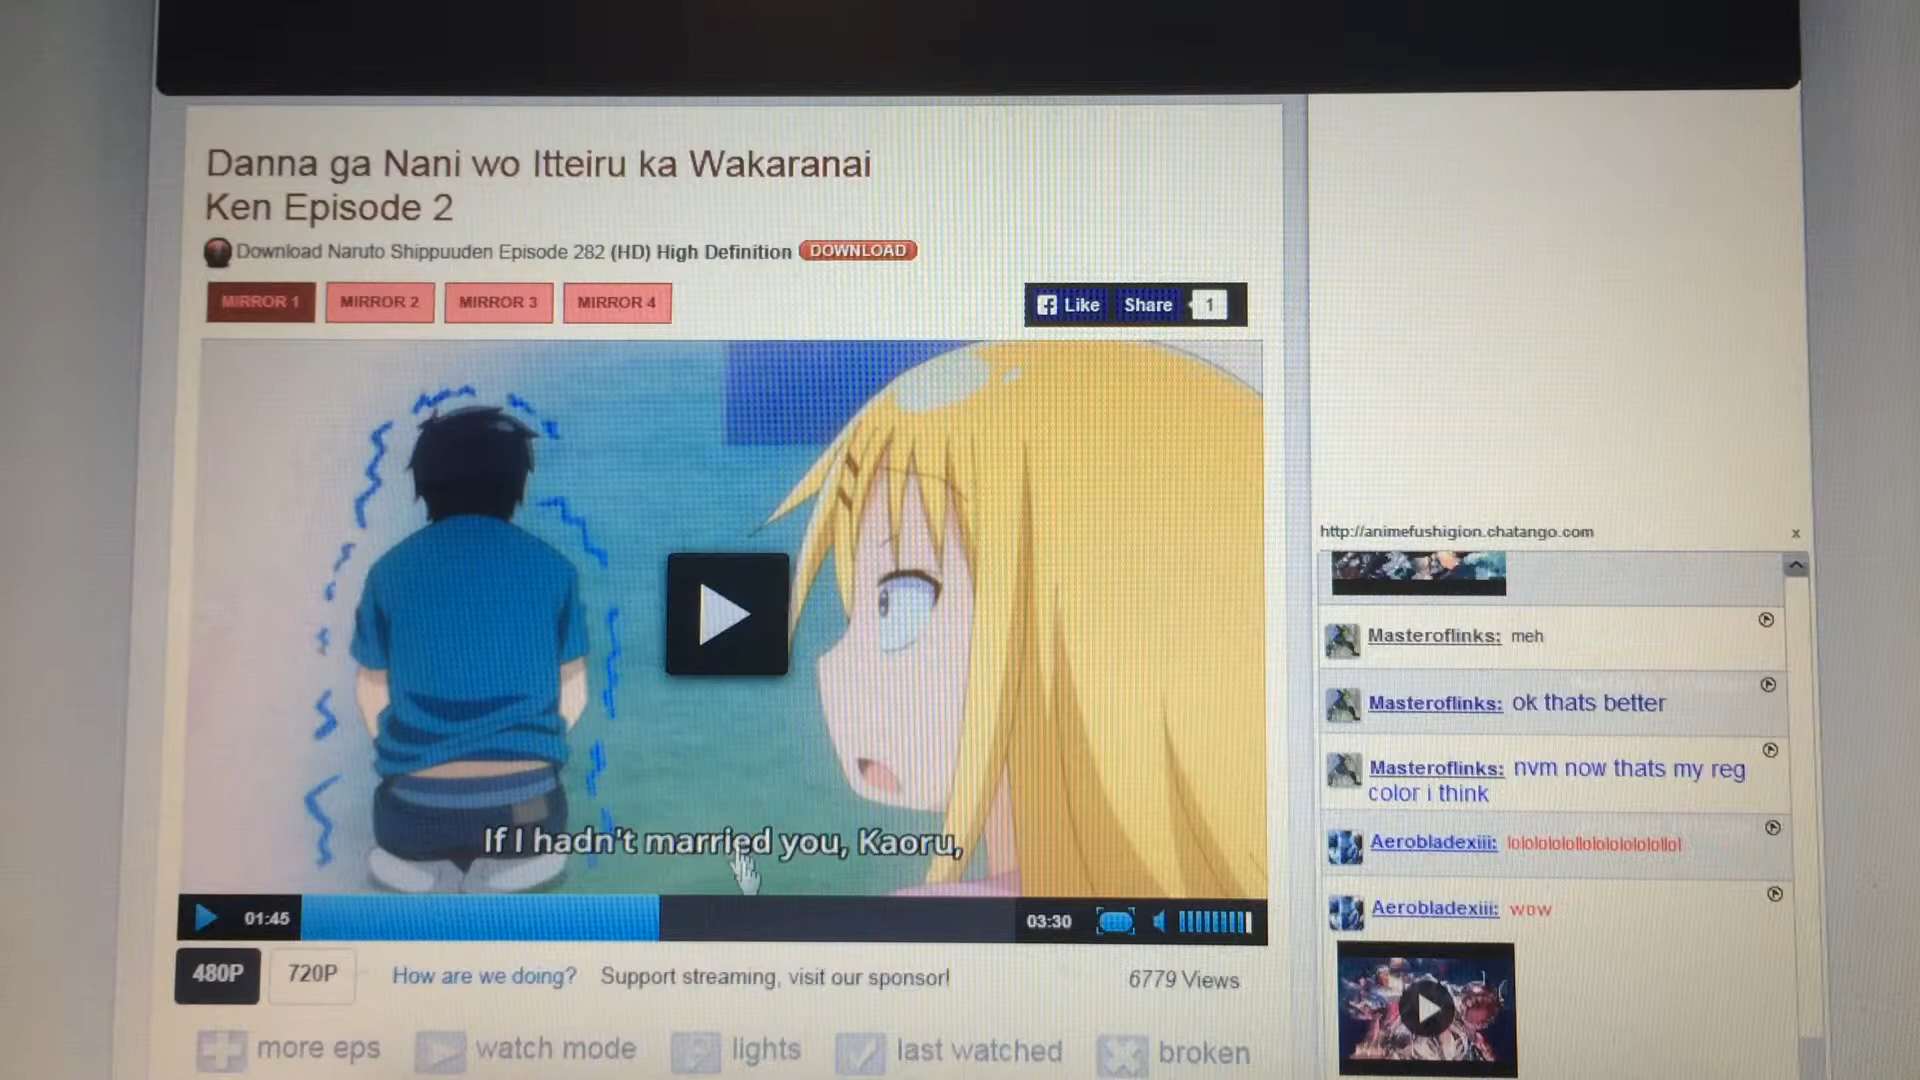 Danna ga Nani wo Itteiru ka Wakaranai
Ken Episode 2
Download Naruto Shippuuden Episode 282 (HD) High Definition DOWNLOAD
MIRROR 1 MIRROR 2 MIRROR 3 MIRROR 4
Like Share 1
If I hadn't married you, Kaoru,
01:45 03:30
480P 720P How are we doing? Support streaming, visit our sponsor! 6779 Views
more eps watch mode lights last watched broken
http://animefushigion.chatango.com x
Masteroflinks: meh
Masteroflinks: ok thats better
Masteroflinks: nvm now thats my reg
color i think
Aerobladexiii:
Aerobladexiii: wow